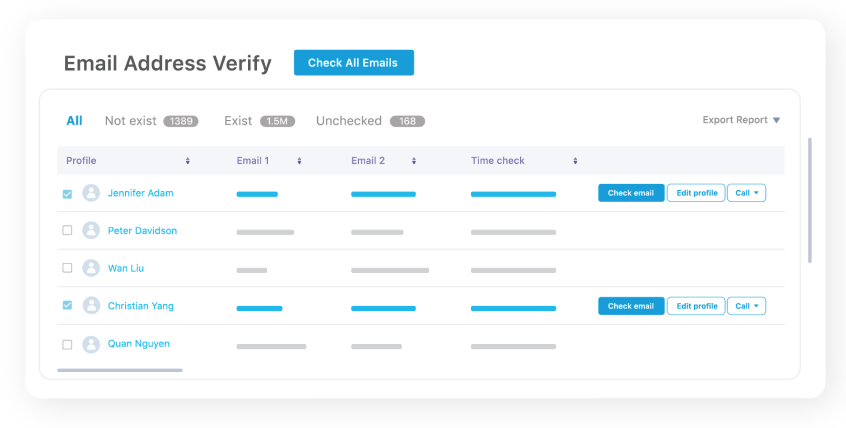 Email Address Verify Check All Emails
All Not exist 1389 Exist 1.5M Unchecked 168 Export Report
Profile Email 1 Email 2 Time check
Jennifer Adam Check email Edit profile Call
Peter Davidson
Wan Liu
Christian Yang Check email Edit profile Call
Quan Nguyen